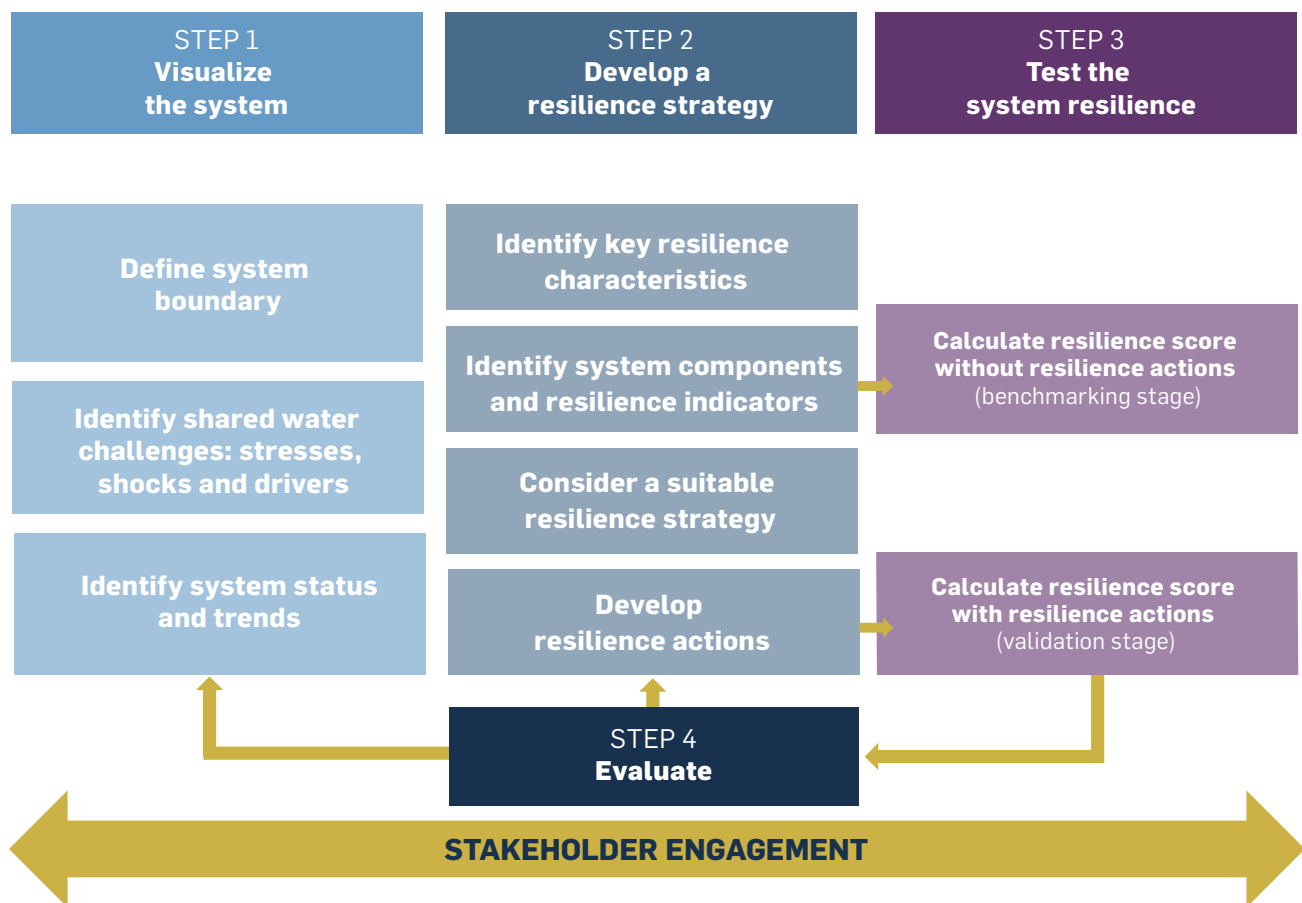 STEP 1
Visualize
the system
STEP 2
Develop a
resilience strategy
STEP 3
Test the
system resilience
Define system
boundary
Identify shared water
challenges: stresses,
shocks and drivers
Identify system status
and trends
Identify key resilience
characteristics
Identify system components
and resilience indicators
Consider a suitable
resilience strategy
Develop
resilience actions
Calculate resilience score
without resilience actions
(benchmarking stage)
Calculate resilience score
with resilience actions
(validation stage)
STEP 4
Evaluate
STAKEHOLDER ENGAGEMENT